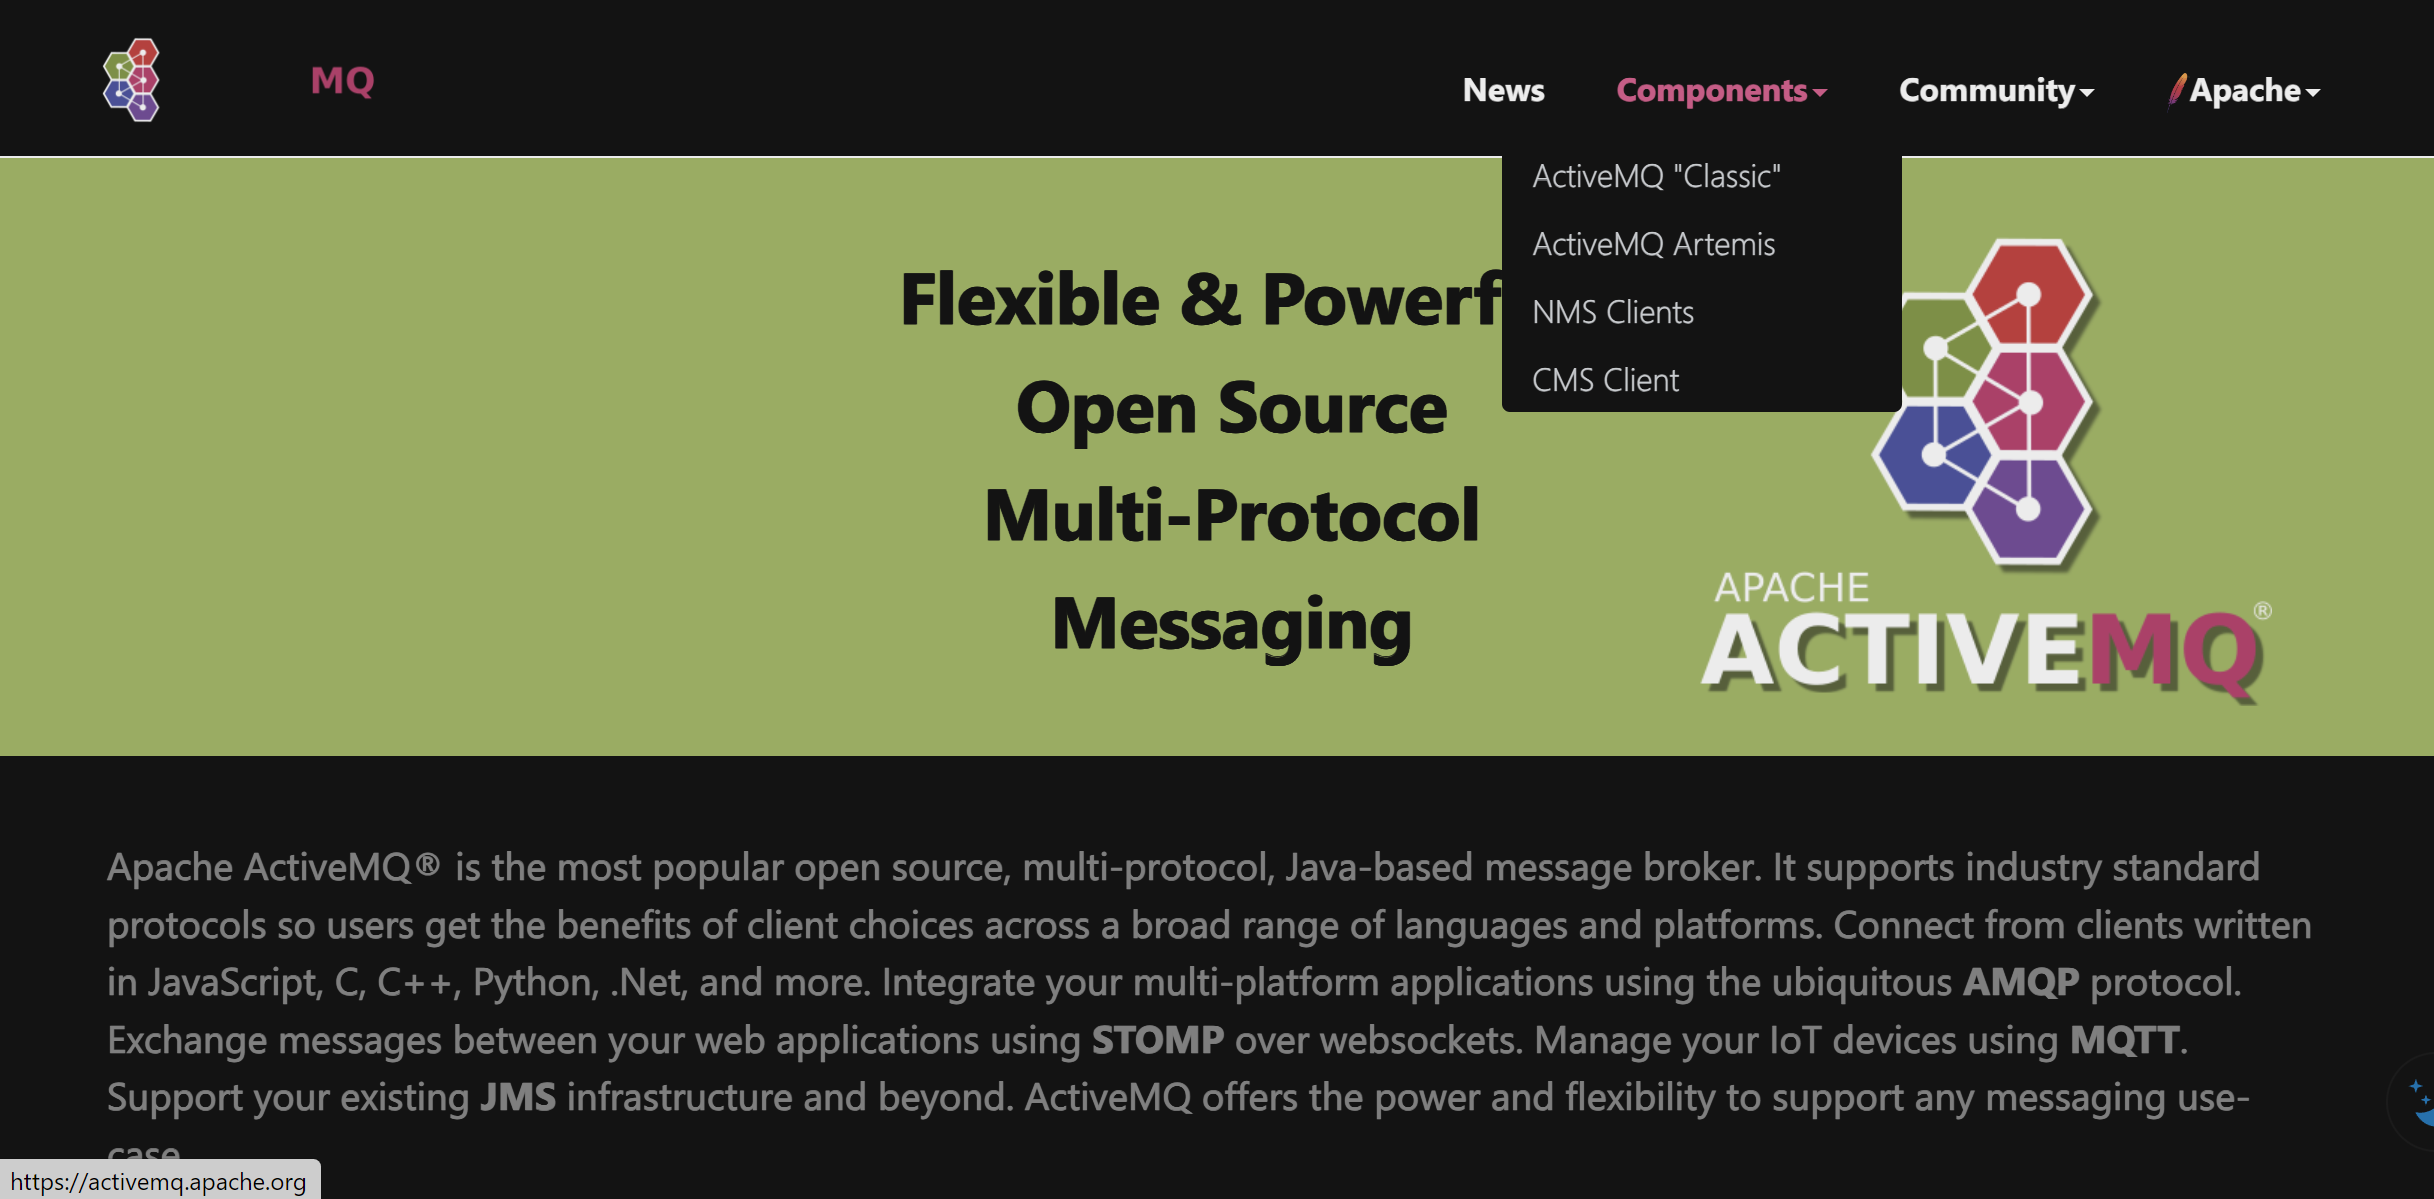 MQ
News
Components
Community
Apache
ActiveMQ "Classic"
ActiveMQ Artemis
NMS Clients
CMS Client
Flexible & Powerf
Open Source
Multi-Protocol
Messaging
APACHE
ACTIVEMQ®
Apache ActiveMQ® is the most popular open source, multi-protocol, Java-based message broker. It supports industry standard
protocols so users get the benefits of client choices across a broad range of languages and platforms. Connect from clients written
in JavaScript, C, C++, Python, .Net, and more. Integrate your multi-platform applications using the ubiquitous AMQP protocol.
Exchange messages between your web applications using STOMP over websockets. Manage your IoT devices using MQTT.
Support your existing JMS infrastructure and beyond. ActiveMQ offers the power and flexibility to support any messaging use-
case
https://activemq.apache.org